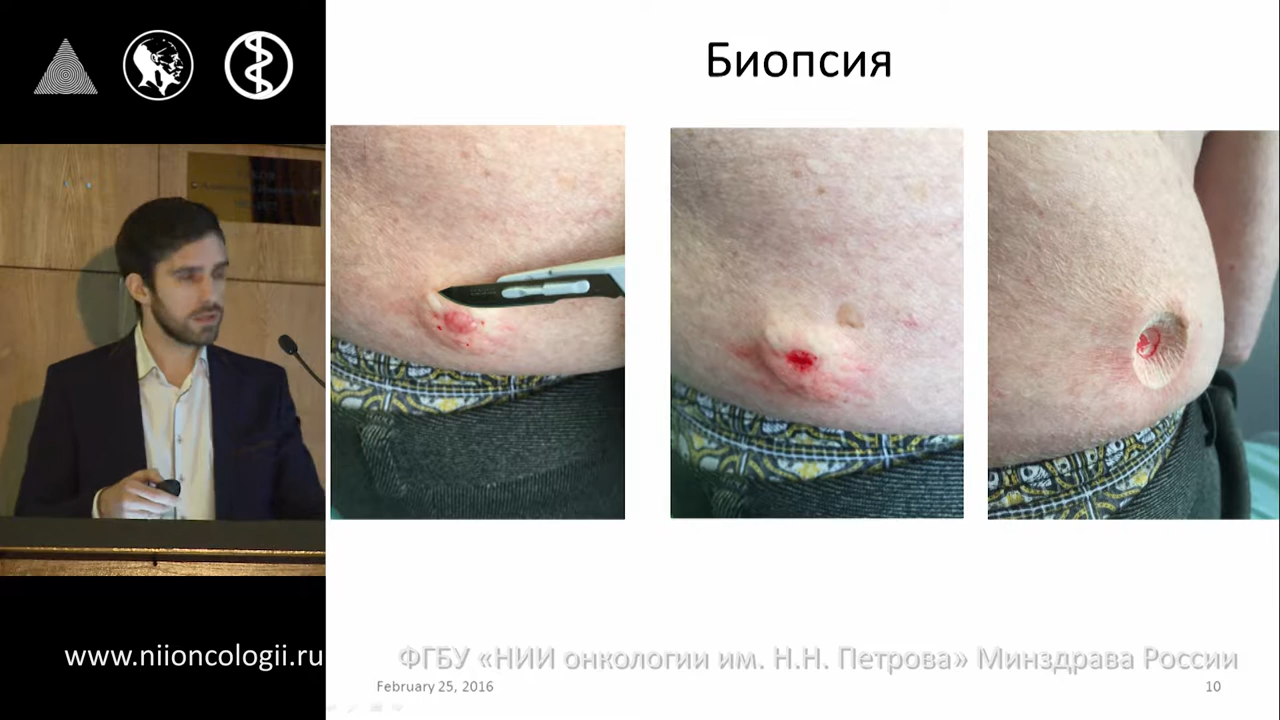 Биопсия
www.niioncologii.ru
ФГБУ «НИИ онкологии им. Н.Н. Петрова» Минздрава России
February 25, 2016
10